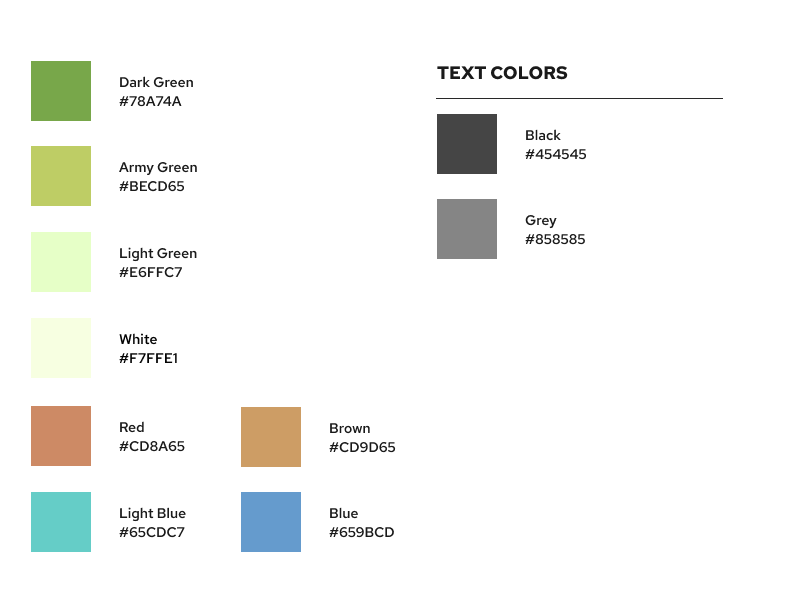 Dark Green
#78A74A
Army Green
#BECD65
Light Green
#E6FFC7
White
#F7FFE1
Red
#CD8A65
Brown
#CD9D65
Light Blue
#65CDC7
Blue
#659BCD
TEXT COLORS
Black
#454545
Grey
#858585